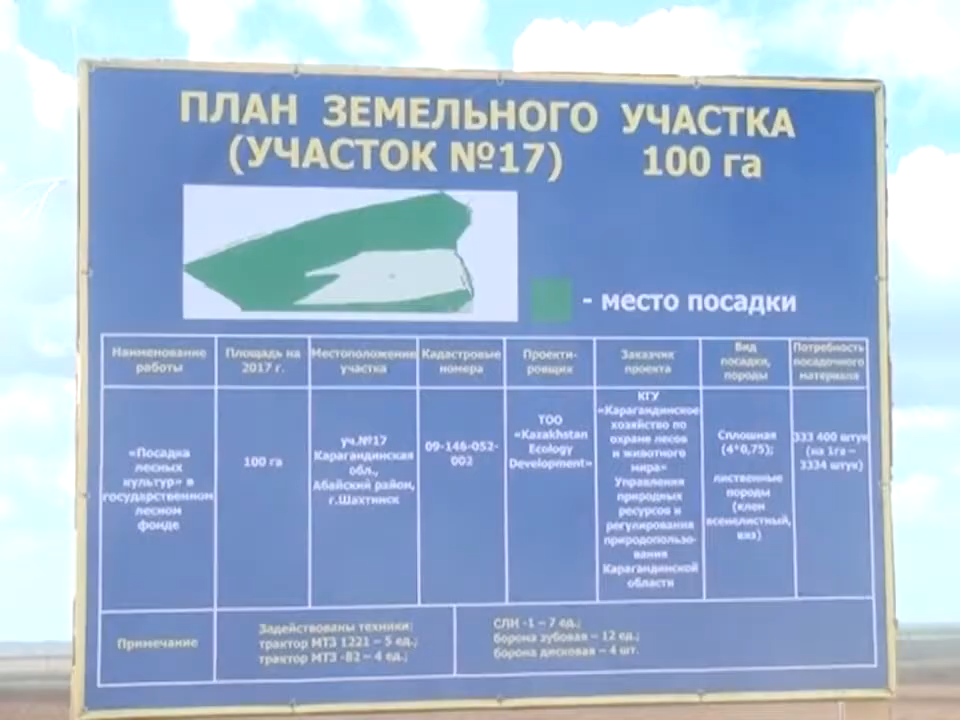 ПЛАН ЗЕМЕЛЬНОГО УЧАСТКА
(УЧАСТОК №17) 100 га
- место посадки
Наименование
работы
Площадь на
2017 г.
Местоположение
участка
Кадастровые
номера
Проекти-
ровщик
Заказчик
проекта
Вид
посадки,
породы
Потребность
посадочного
материала
«Посадка
лесных
культур» в
государственном
лесном
фонде
100 га
уч.№17
Карагандинская
обл.,
Абайский район,
г.Шахтинск
09-146-052-
002
ТОО
«Kazakhstan
Ecology
Development»
КГУ
«Карагандинское
хозяйство по
охране лесов
и животного
мира»
Управления
природных
ресурсов и
регулирования
природопользо-
вания
Карагандинской
области
Сплошная
(4*0,75);
лиственные
породы
(клен
ясенелистный,
вяз)
333 400 штук
(на 1га –
3334 штук)
Примечание
Задействованы техники:
трактор МТЗ 1221 – 5 ед.;
трактор МТЗ -82 – 4 ед.;
СЛН -1 – 7 ед.;
борона зубовая – 12 ед.;
борона дисковая – 4 шт.